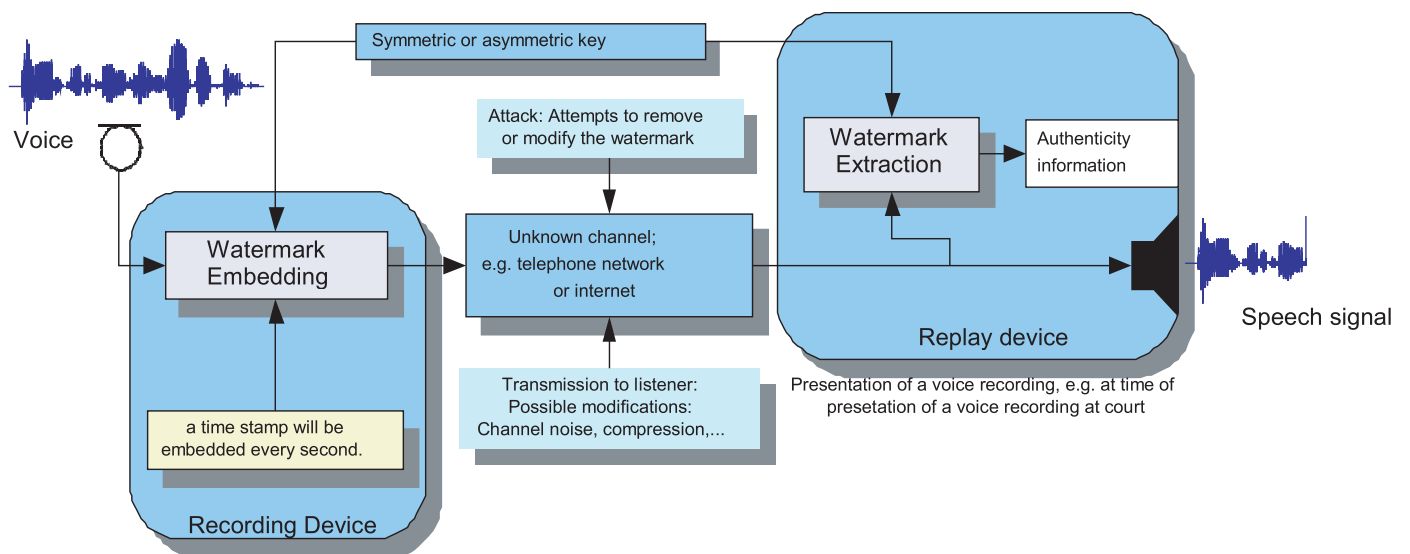 Symmetric or asymmetric key
Voice
Attack: Attempts to remove
or modify the watermark
Watermark
Extraction
Authenticity
information
Watermark
Embedding
Unknown channel;
e.g. telephone network
or internet
Speech signal
Replay device
a time stamp will be
embedded every second.
Recording Device
Transmission to listener:
Possible modifications:
Channel noise, compression,...
Presentation of a voice recording, e.g. at time of
presetation of a voice recording at court